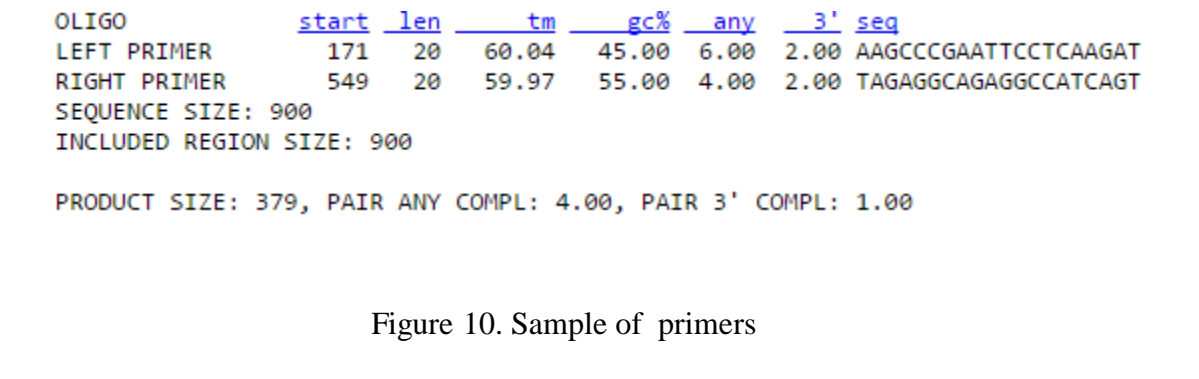 OLIGO start len tm gc% any 3' seq
LEFT PRIMER 171 20 60.04 45.00 6.00 2.00 AAGCCCGAATTCCTCAAGAT
RIGHT PRIMER 549 20 59.97 55.00 4.00 2.00 TAGAGGCAGAGGCCATCAGT
SEQUENCE SIZE: 900
INCLUDED REGION SIZE: 900
PRODUCT SIZE: 379, PAIR ANY COMPL: 4.00, PAIR 3' COMPL: 1.00
Figure 10. Sample of primers